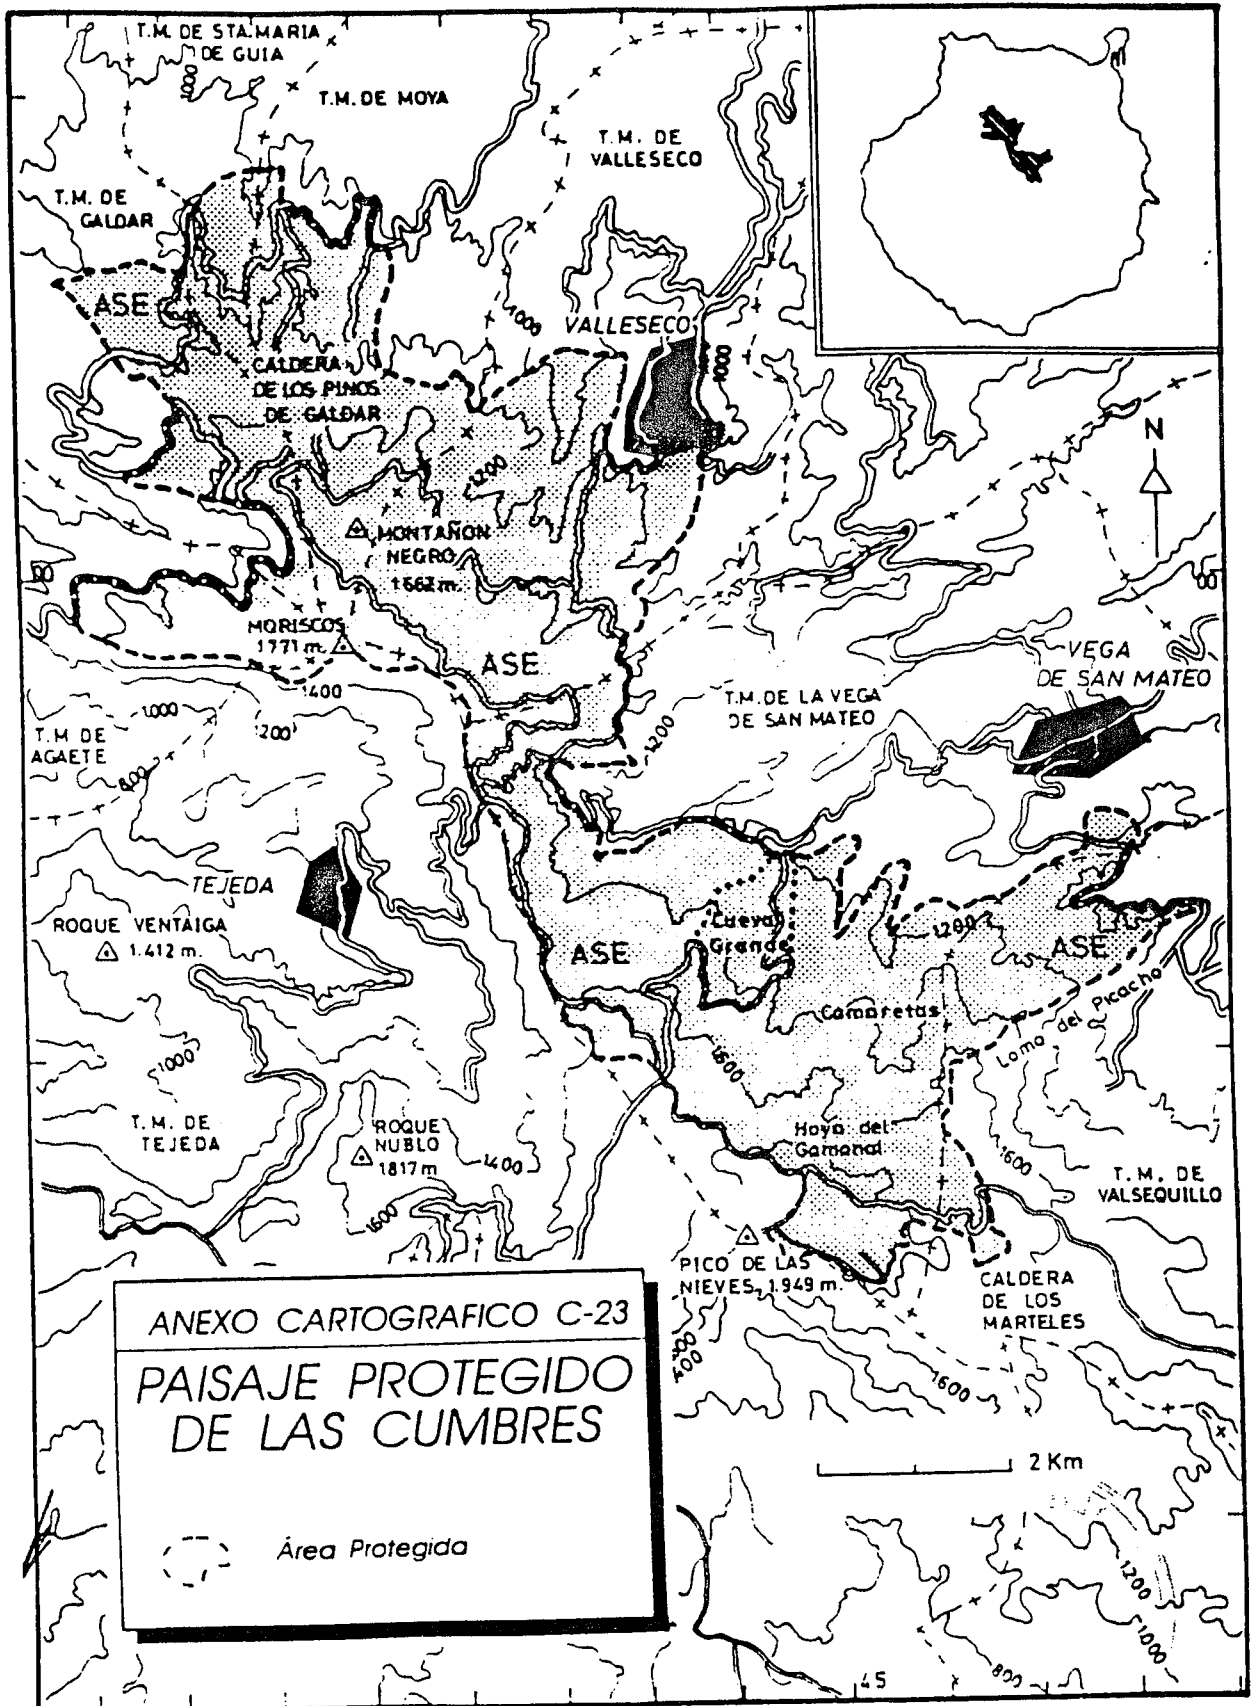 T.M. DE STA.MARIA
DE GUIA
1000
T.M. DE MOYA
T.M. DE
VALLESECO
T.M. DE
GALDAR
ASE
1000
VALLESECO
1000
CALDERA
DE LOS PINOS
DE GALDAR
N
1200
MONTAÑON
NEGRO
1662 m.
MORISCOS
1771 m.
ASE
VEGA
DE SAN MATEO
1400
1000
1200
T.M. DE LA VEGA
DE SAN MATEO
1200
T.M DE
AGAETE
800
TEJEDA
ROQUE VENTAIGA
1.412 m.
Cueva
Grande
1200
ASE
ASE
Camaretas
Lomo del Picacho
1600
1000
T.M. DE
TEJEDA
ROQUE
NUBLO
1817 m
1400
1600
Hoya del
Gamonal
1600
T.M. DE
VALSEQUILLO
PICO DE LAS
NIEVES, 1.949 m.
CALDERA
DE LOS
MARTELES
ANEXO CARTOGRAFICO C-23
PAISAJE PROTEGIDO
DE LAS CUMBRES
Área Protegida
400
1600
2 Km
1200
1000
800
45